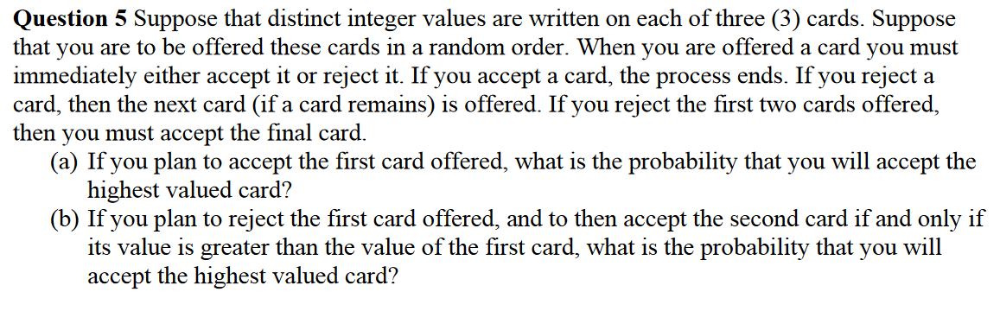 Question 5 Suppose that distinct integer values are written on each of three (3) cards. Suppose
that you are to be offered these cards in a random order. When you are offered a card you must
immediately either accept it or reject it. If you accept a card, the process ends. If you reject a
card, then the next card (if a card remains) is offered. If you reject the first two cards offered,
then you must accept the final card.
(a) If you plan to accept the first card offered, what is the probability that you will accept the
highest valued card?
(b) If you plan to reject the first card offered, and to then accept the second card if and only if
its value is greater than the value of the first card, what is the probability that you will
accept the highest valued card?